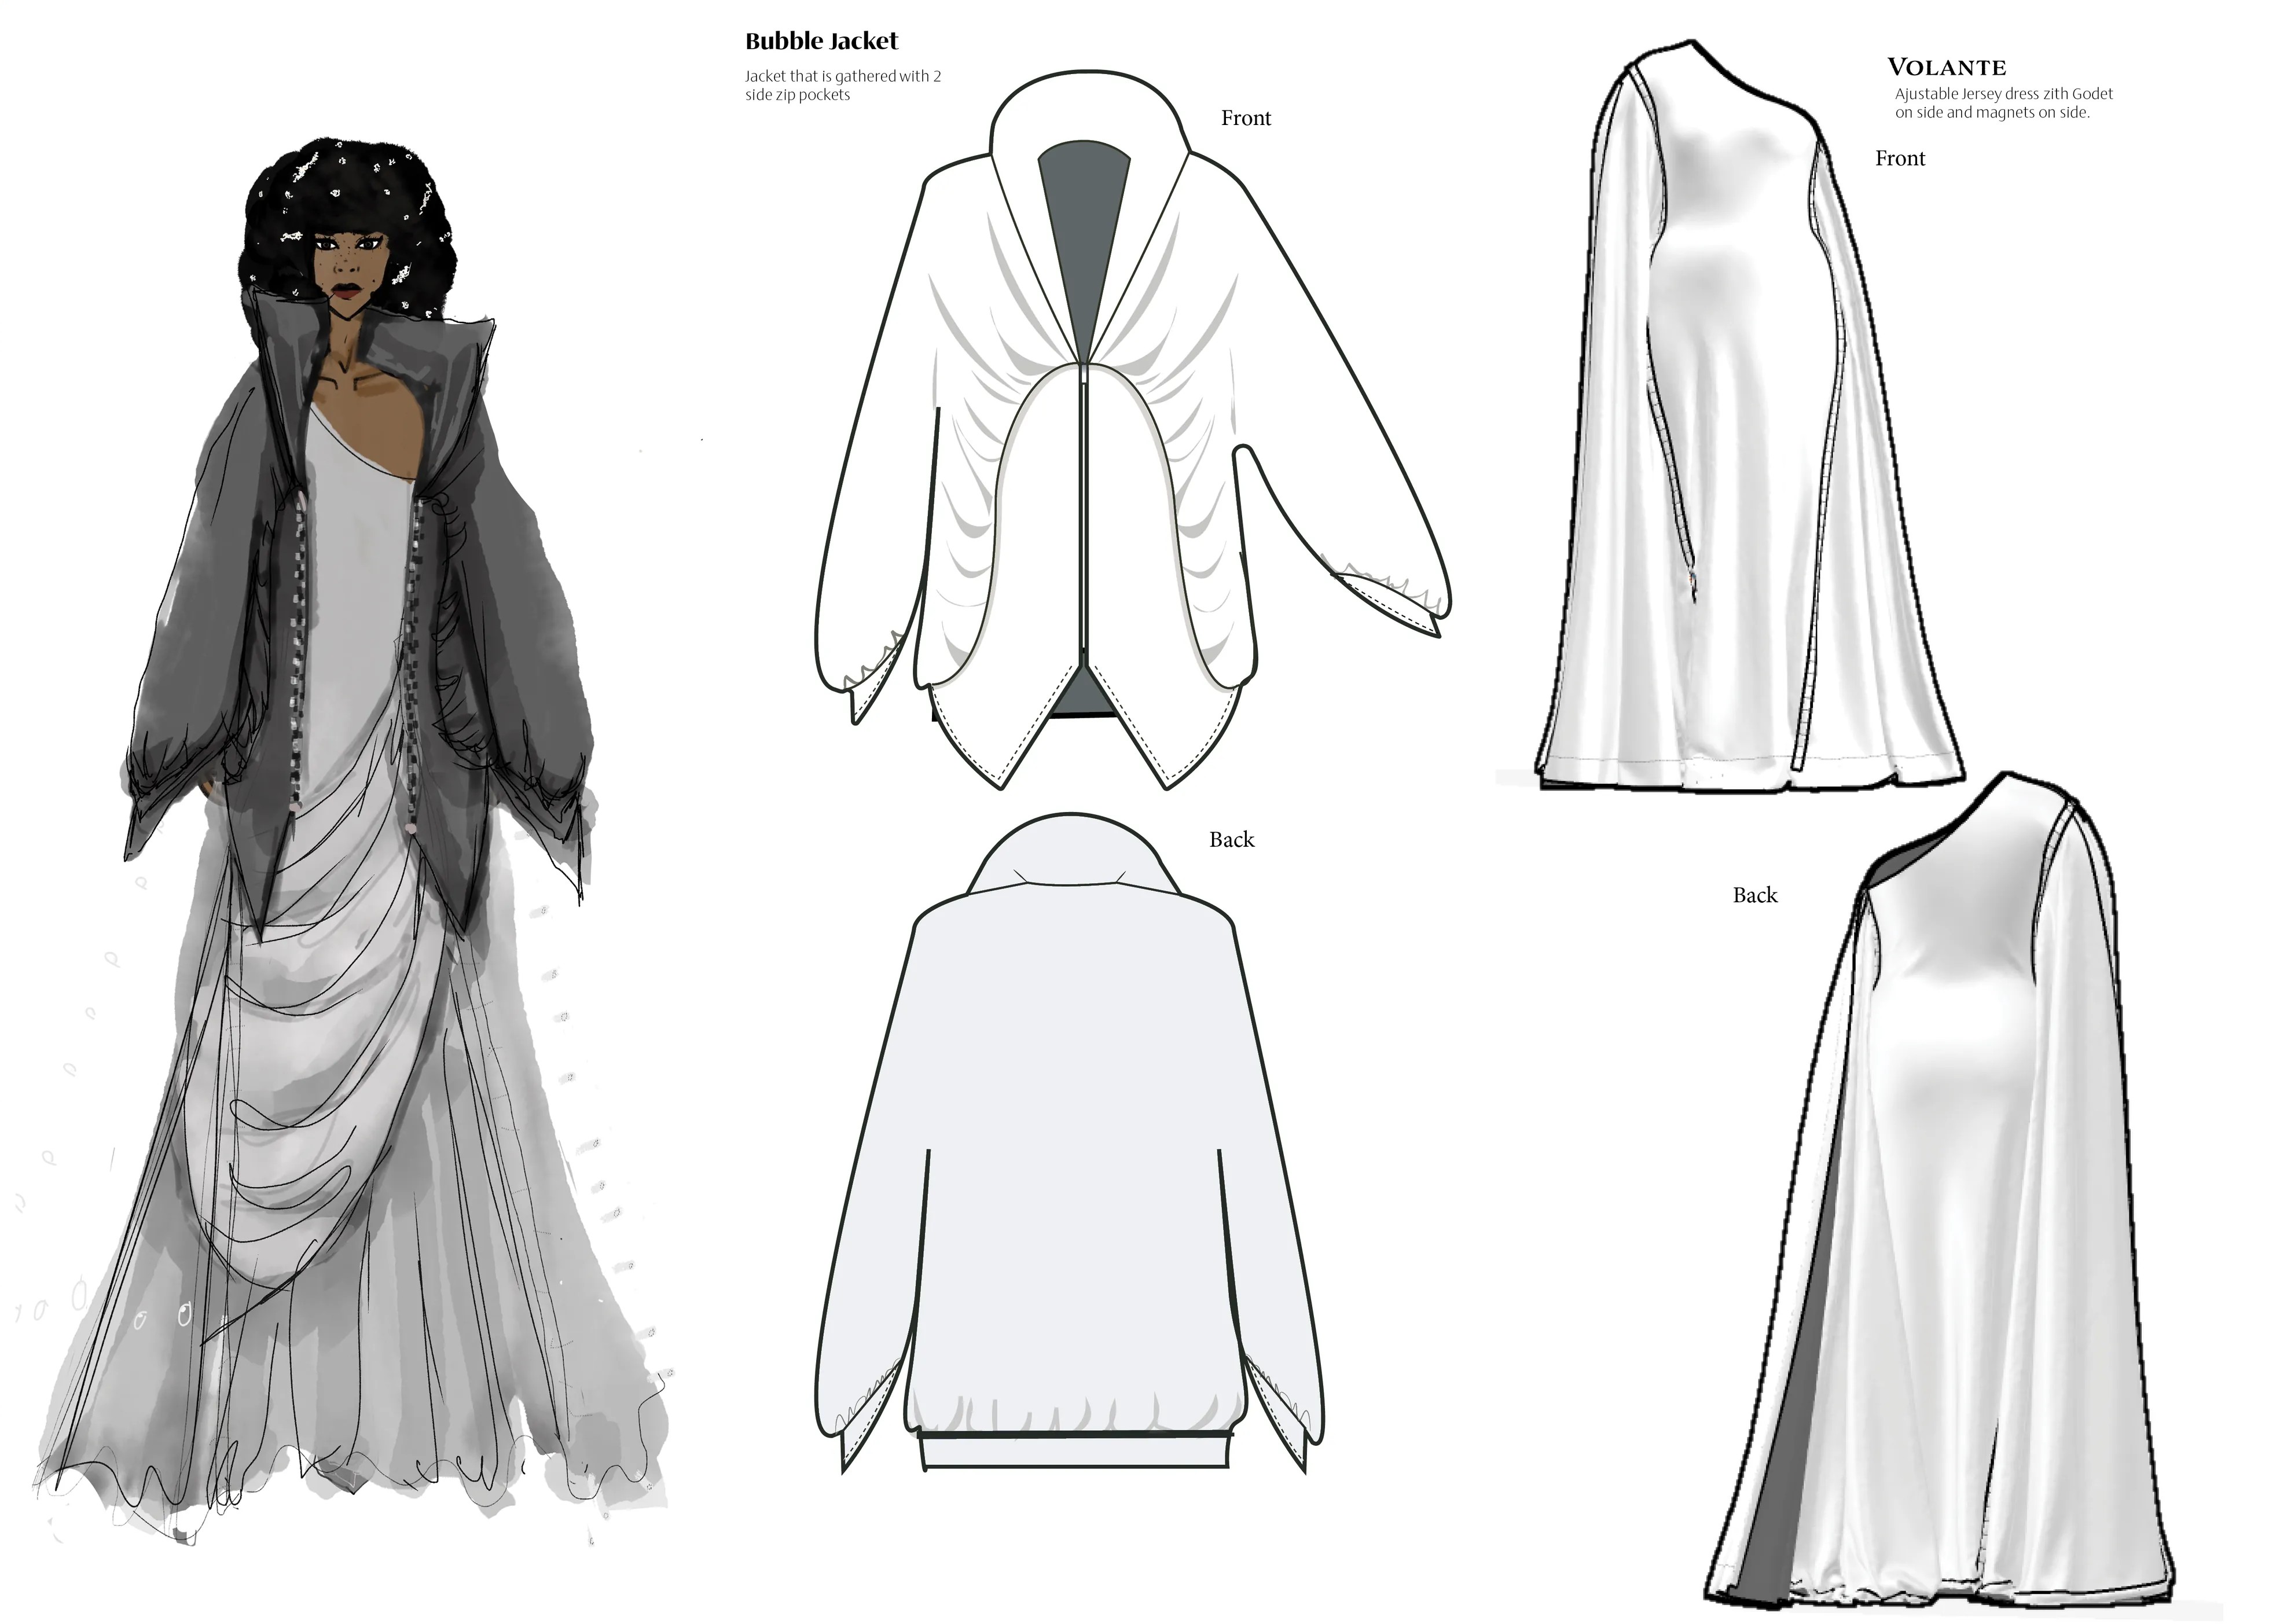 Bubble Jacket
Jacket that is gathered with 2
side zip pockets
Front
Back
VOLANTE
Ajustable Jersey dress zith Godet
on side and magnets on side.
Front
Back